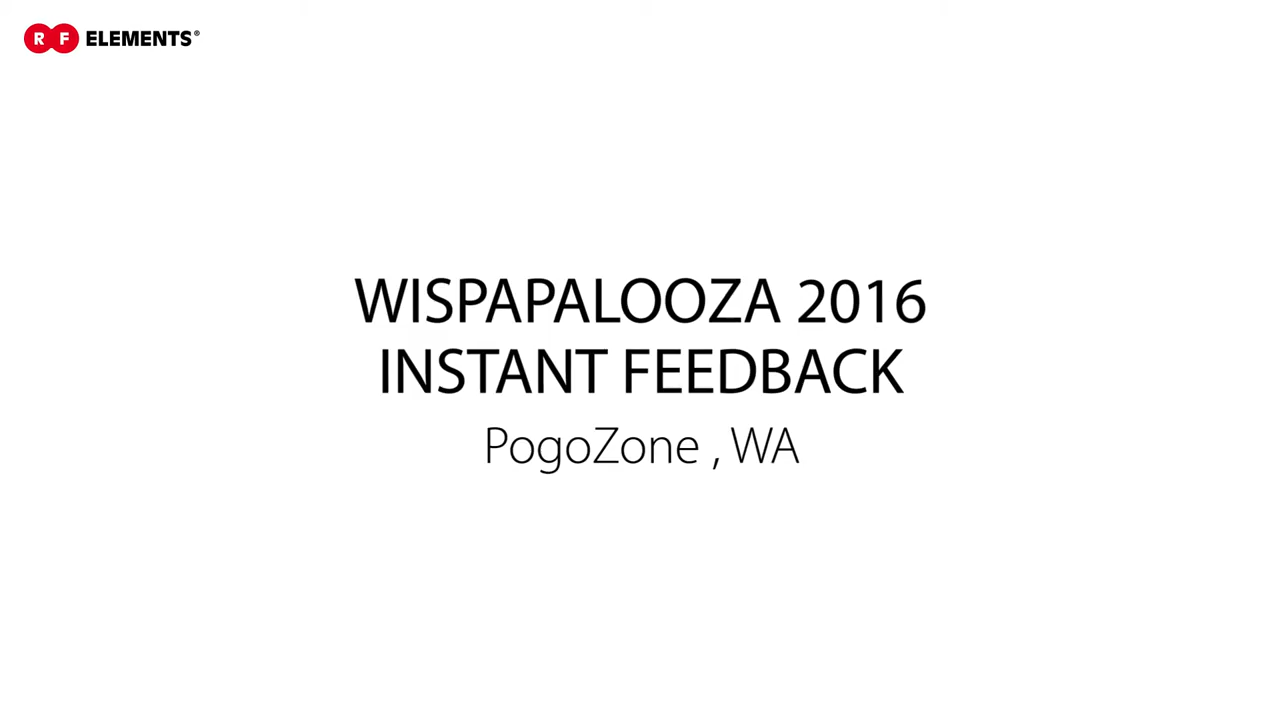 RF ELEMENTS®
WISPAPALOOZA 2016
INSTANT FEEDBACK
PogoZone , WA